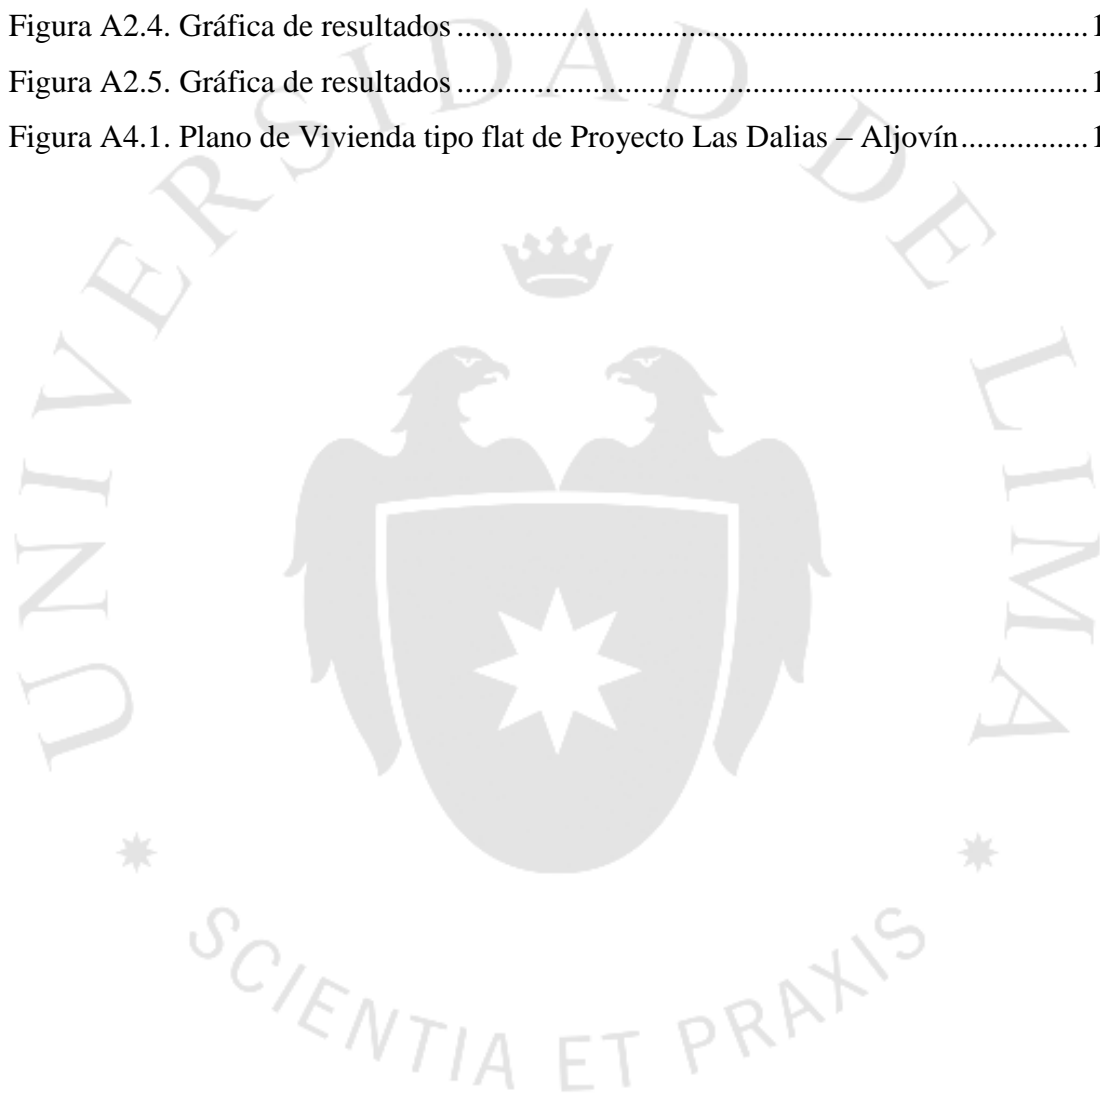 Figura A2.4. Gráfica de resultados ............................................................................... 1
Figura A2.5. Gráfica de resultados ............................................................................... 1
Figura A4.1. Plano de Vivienda tipo flat de Proyecto Las Dalias – Aljovín ................ 1
UNIVERSIDAD DE LIMA
SCIENTIA ET PRAXIS